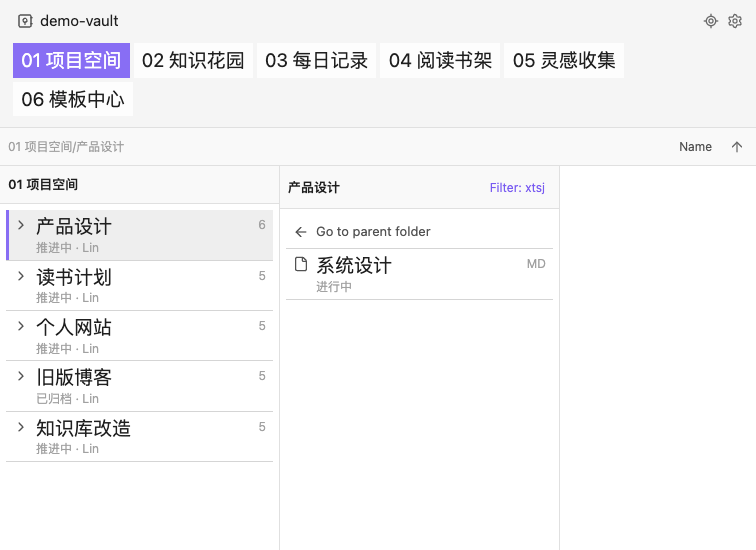 demo-vault
01 项目空间 02 知识花园 03 每日记录 04 阅读书架 05 灵感收集
06 模板中心
01 项目空间/产品设计 Name
01 项目空间
产品设计 6
推进中 · Lin
读书计划 5
推进中 · Lin
个人网站 5
推进中 · Lin
旧版博客 5
已归档 · Lin
知识库改造 5
推进中 · Lin
产品设计 Filter: xtsj
Go to parent folder
系统设计 MD
进行中